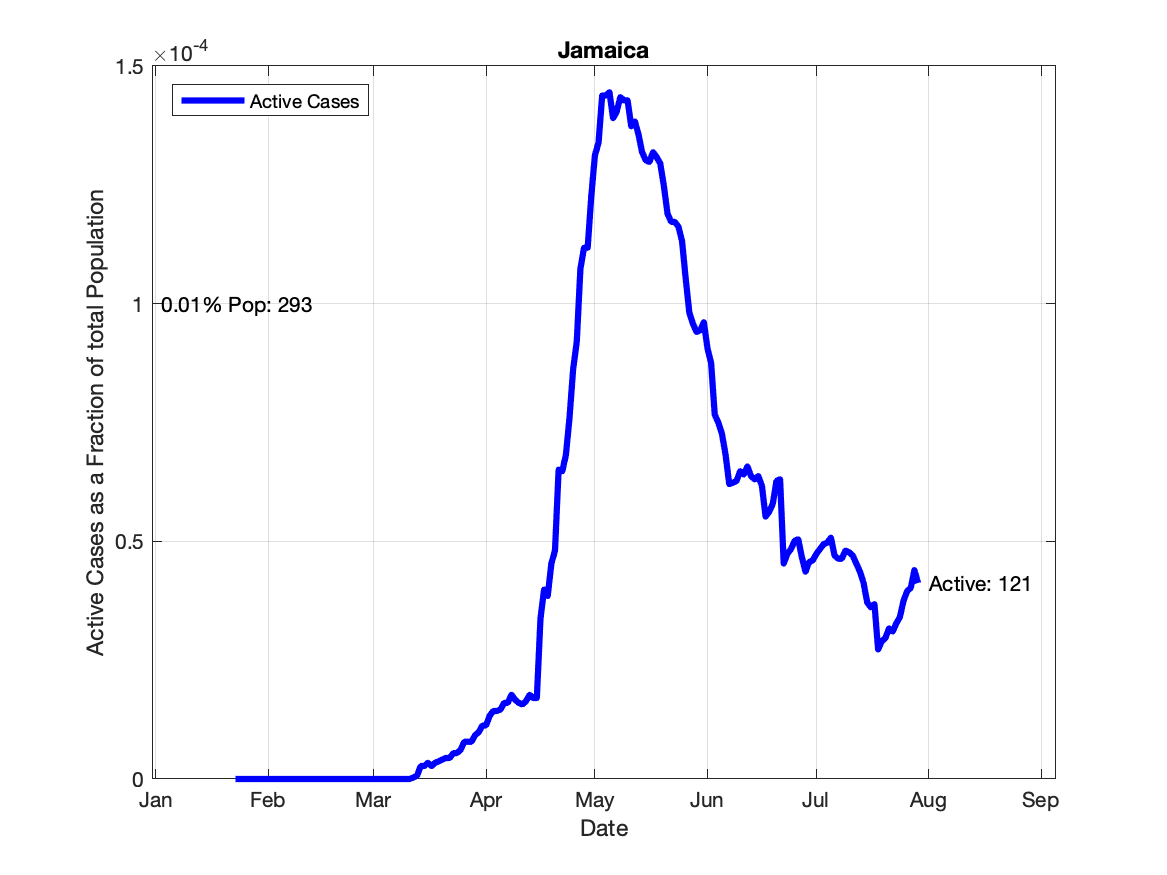 Jamaica
×10-4
1.5
Active Cases
1
0.01% Pop: 293
0.5
Active: 121
0
Jan Feb Mar Apr May Jun Jul Aug Sep
Date
Active Cases as a Fraction of total Population